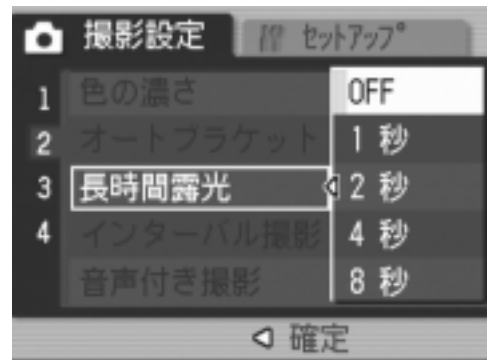 撮影設定 セットアップ
1 色の濃さ OFF
2 オートブラケット 1 秒
3 長時間露光 2 秒
4 インターバル撮影 4 秒
音声付き撮影 8 秒
確定